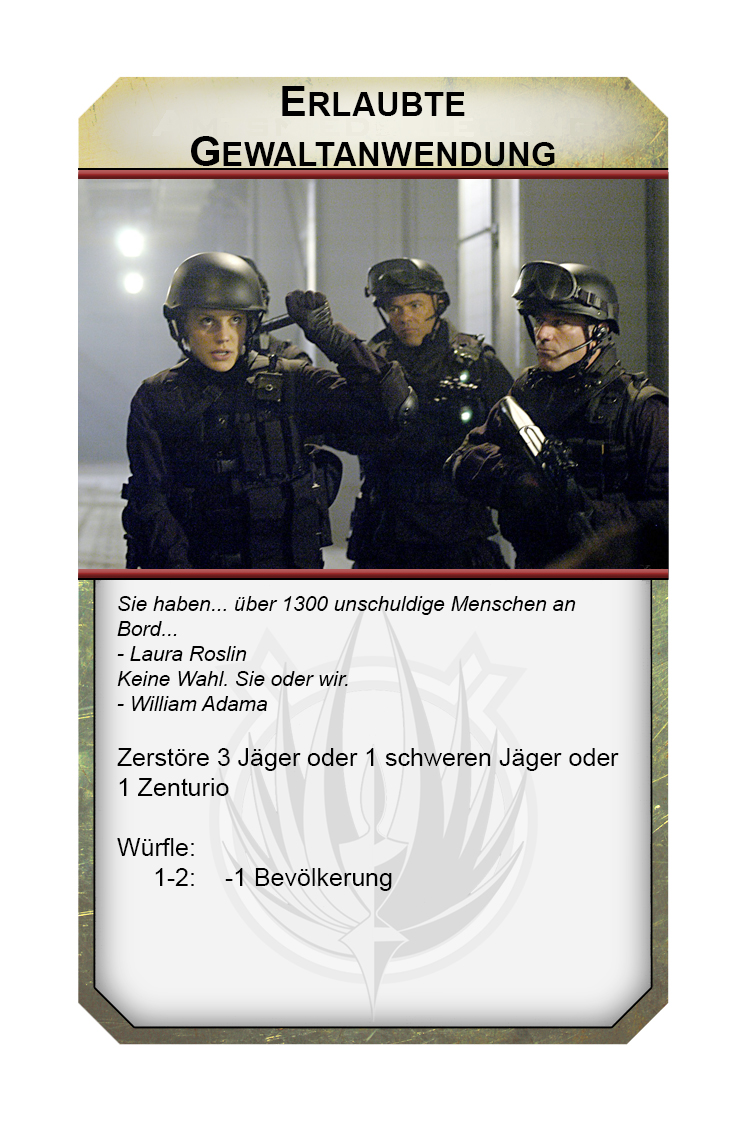 ERLAUBTE
GEWALTANWENDUNG
Sie haben... über 1300 unschuldige Menschen an
Bord...
- Laura Roslin
Keine Wahl. Sie oder wir.
- William Adama
Zerstöre 3 Jäger oder 1 schweren Jäger oder
1 Zenturio
Würfle:
1-2: -1 Bevölkerung